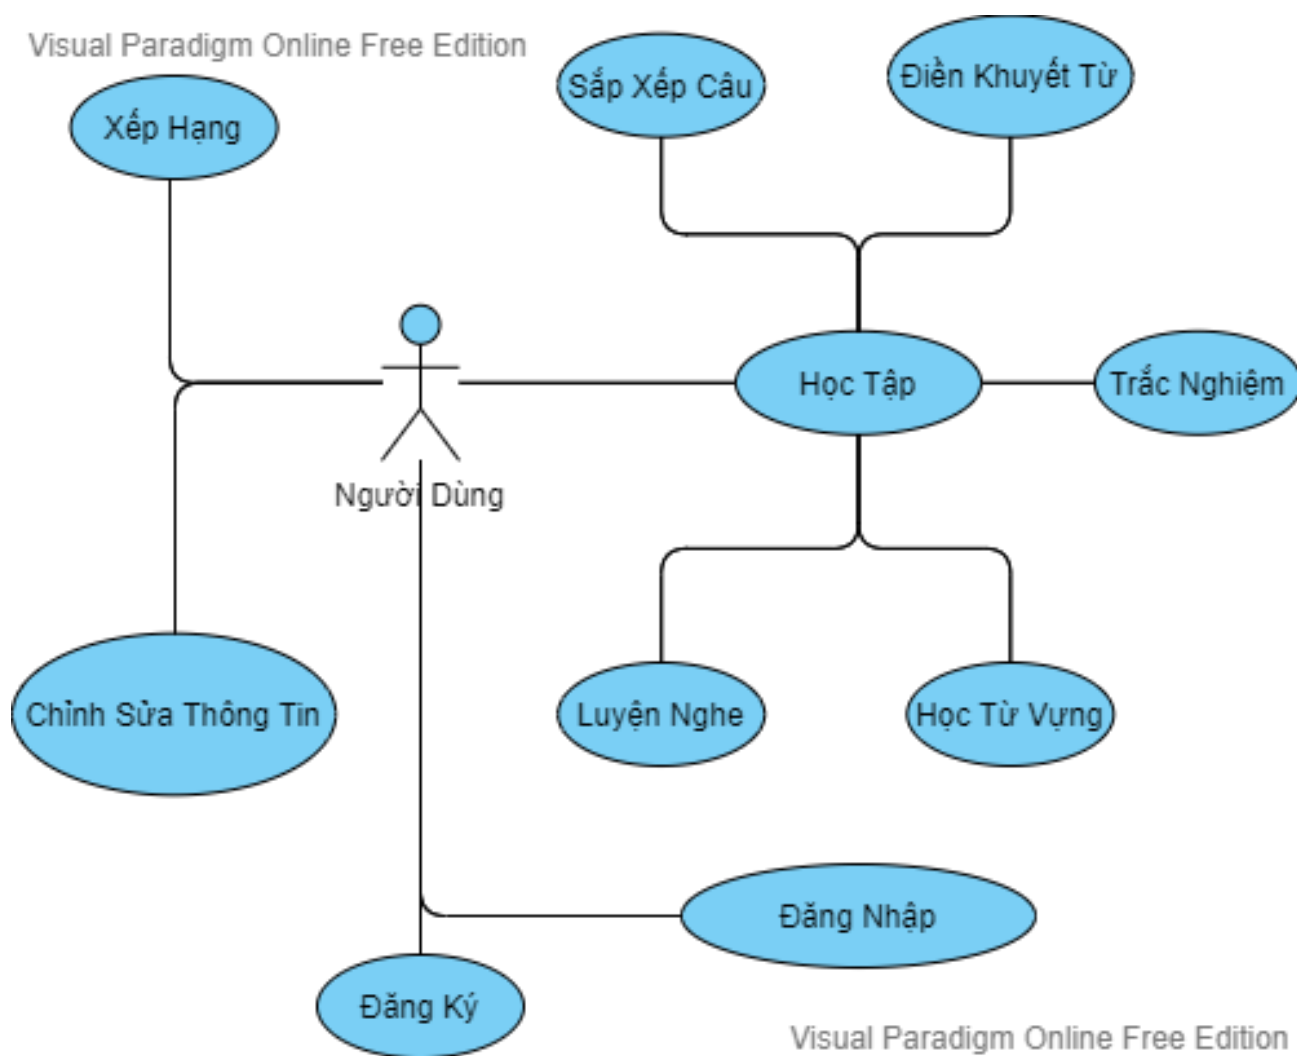 Visual Paradigm Online Free Edition
Xếp Hạng
Sắp Xếp Câu
Điền Khuyết Từ
Học Tập
Trắc Nghiệm
Người Dùng
Chỉnh Sửa Thông Tin
Luyện Nghe
Học Từ Vựng
Đăng Nhập
Đăng Ký
Visual Paradigm Online Free Edition